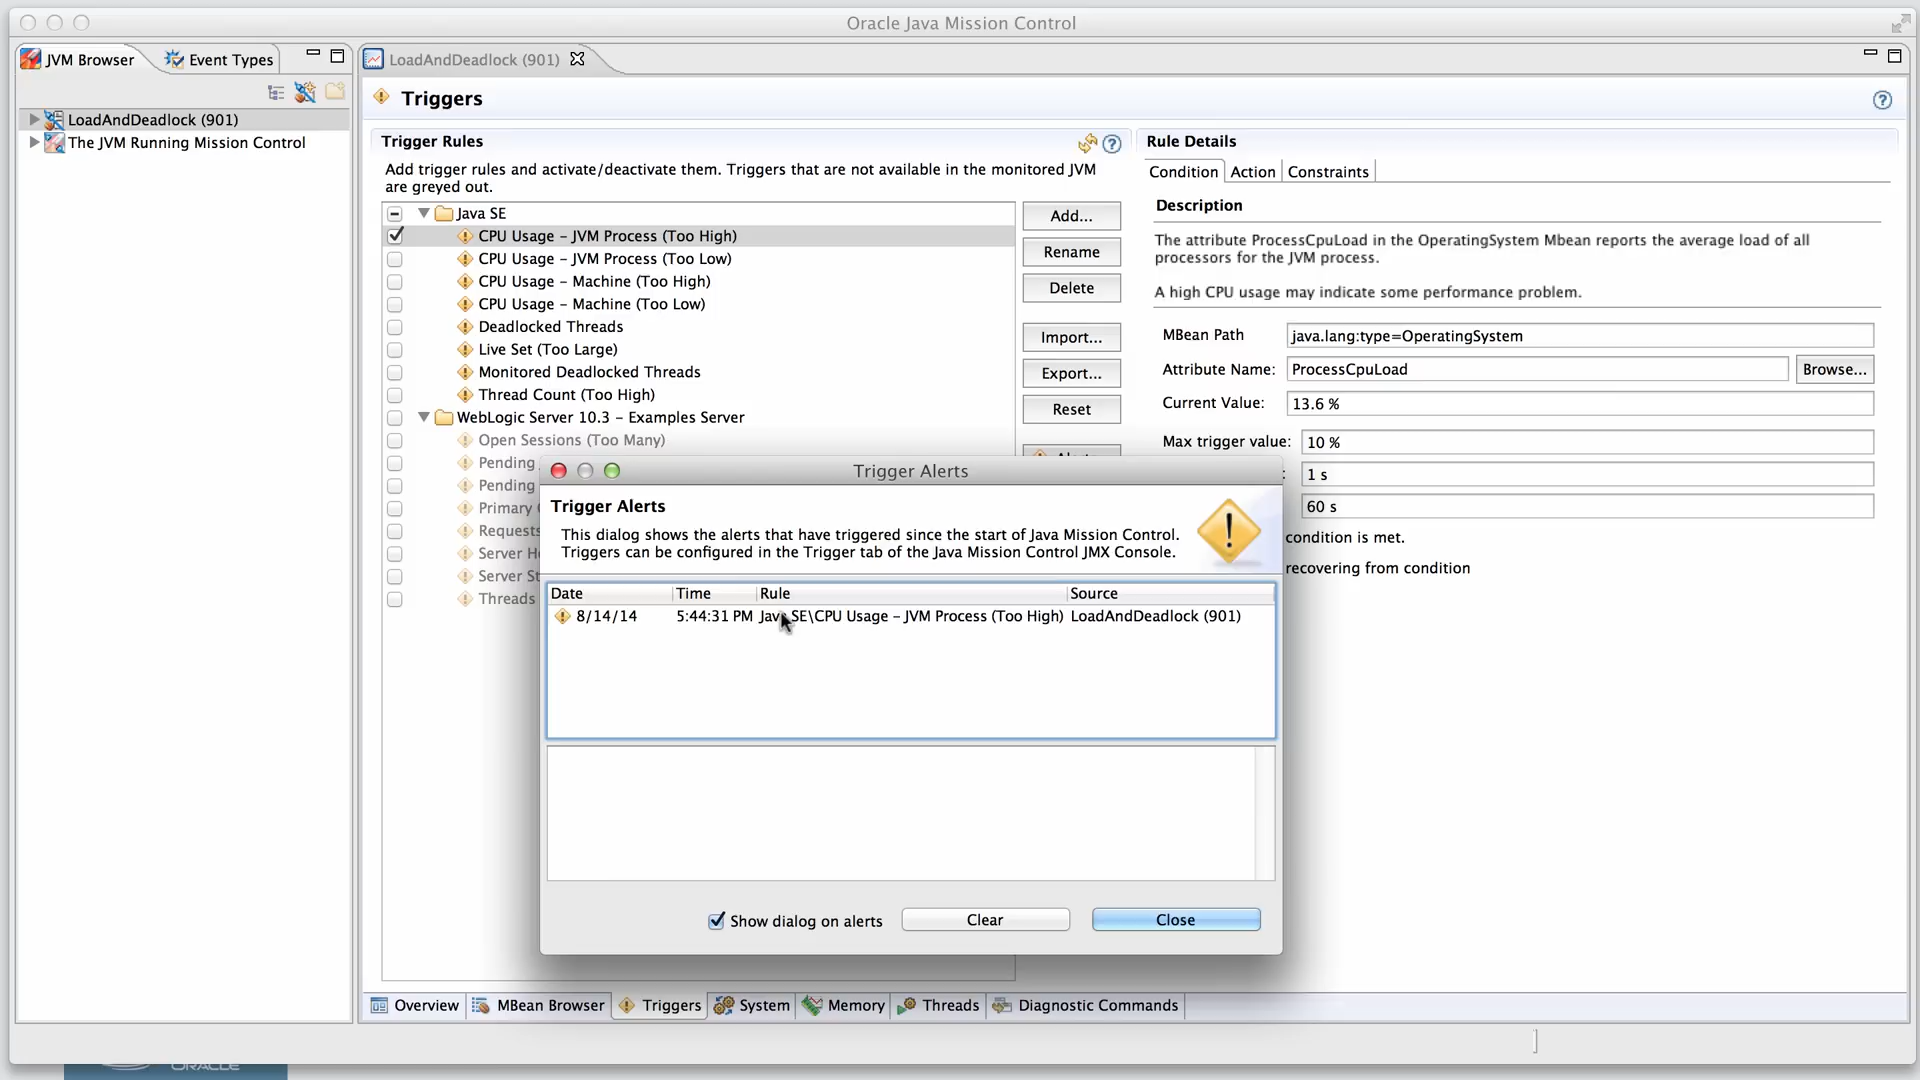 Oracle Java Mission Control
JVM Browser
Event Types
LoadAndDeadlock (901)
LoadAndDeadlock (901)
The JVM Running Mission Control
Triggers
Trigger Rules
Add trigger rules and activate/deactivate them. Triggers that are not available in the monitored JVM
are greyed out.
Java SE
CPU Usage – JVM Process (Too High)
CPU Usage – JVM Process (Too Low)
CPU Usage – Machine (Too High)
CPU Usage – Machine (Too Low)
Deadlocked Threads
Live Set (Too Large)
Monitored Deadlocked Threads
Thread Count (Too High)
WebLogic Server 10.3 – Examples Server
Open Sessions (Too Many)
Pending
Pending
Primary
Requests
Server
Server
Threads
Add...
Rename
Delete
Import...
Export...
Reset
Rule Details
Condition
Action
Constraints
Description
The attribute ProcessCpuLoad in the OperatingSystem Mbean reports the average load of all
processors for the JVM process.
A high CPU usage may indicate some performance problem.
MBean Path
java.lang:type=OperatingSystem
Attribute Name:
ProcessCpuLoad
Browse...
Current Value:
13.6 %
Max trigger value:
10 %
1 s
60 s
condition is met.
recovering from condition
Trigger Alerts
Trigger Alerts
This dialog shows the alerts that have triggered since the start of Java Mission Control.
Triggers can be configured in the Trigger tab of the Java Mission Control JMX Console.
Date
Time
Rule
Source
8/14/14
5:44:31 PM
Java SE\CPU Usage – JVM Process (Too High)
LoadAndDeadlock (901)
Show dialog on alerts
Clear
Close
Overview
MBean Browser
Triggers
System
Memory
Threads
Diagnostic Commands
ORACLE